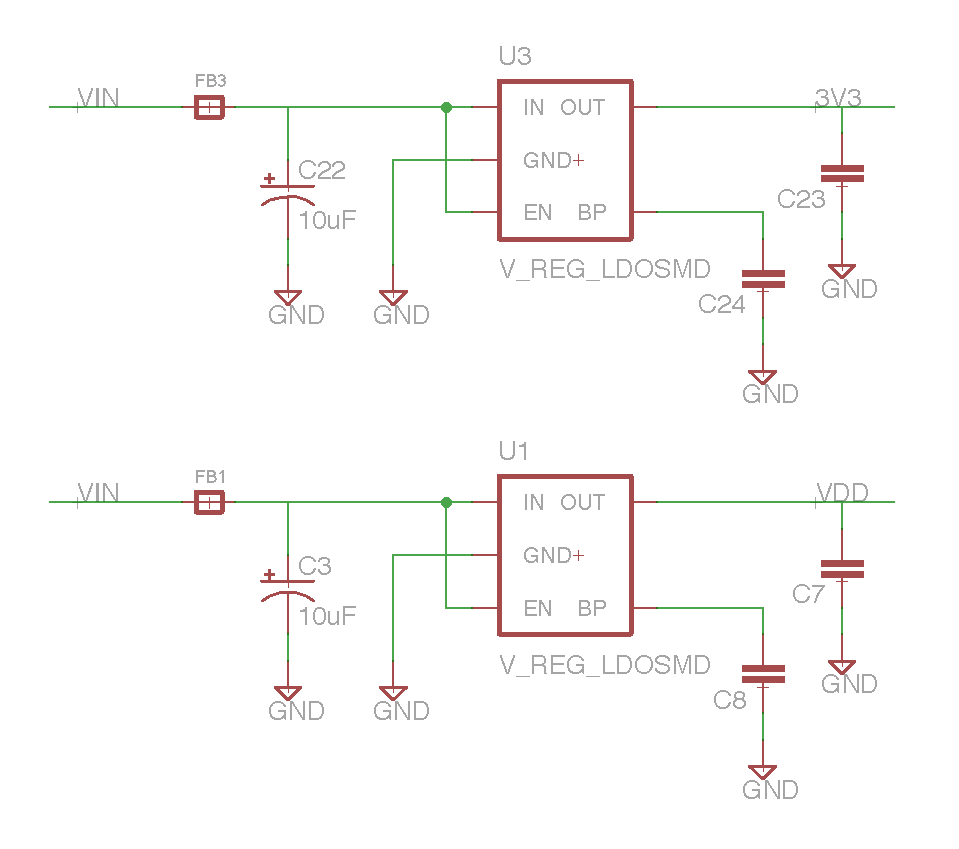 U3
FB3
VIN
IN OUT
3V3
GND+
C22
C23
10uF
EN BP
V_REG_LDOSMD
GND
C24
GND
GND
GND
U1
FB1
VIN
IN OUT
VDD
GND+
C3
C7
10uF
EN BP
V_REG_LDOSMD
GND
C8
GND
GND
GND